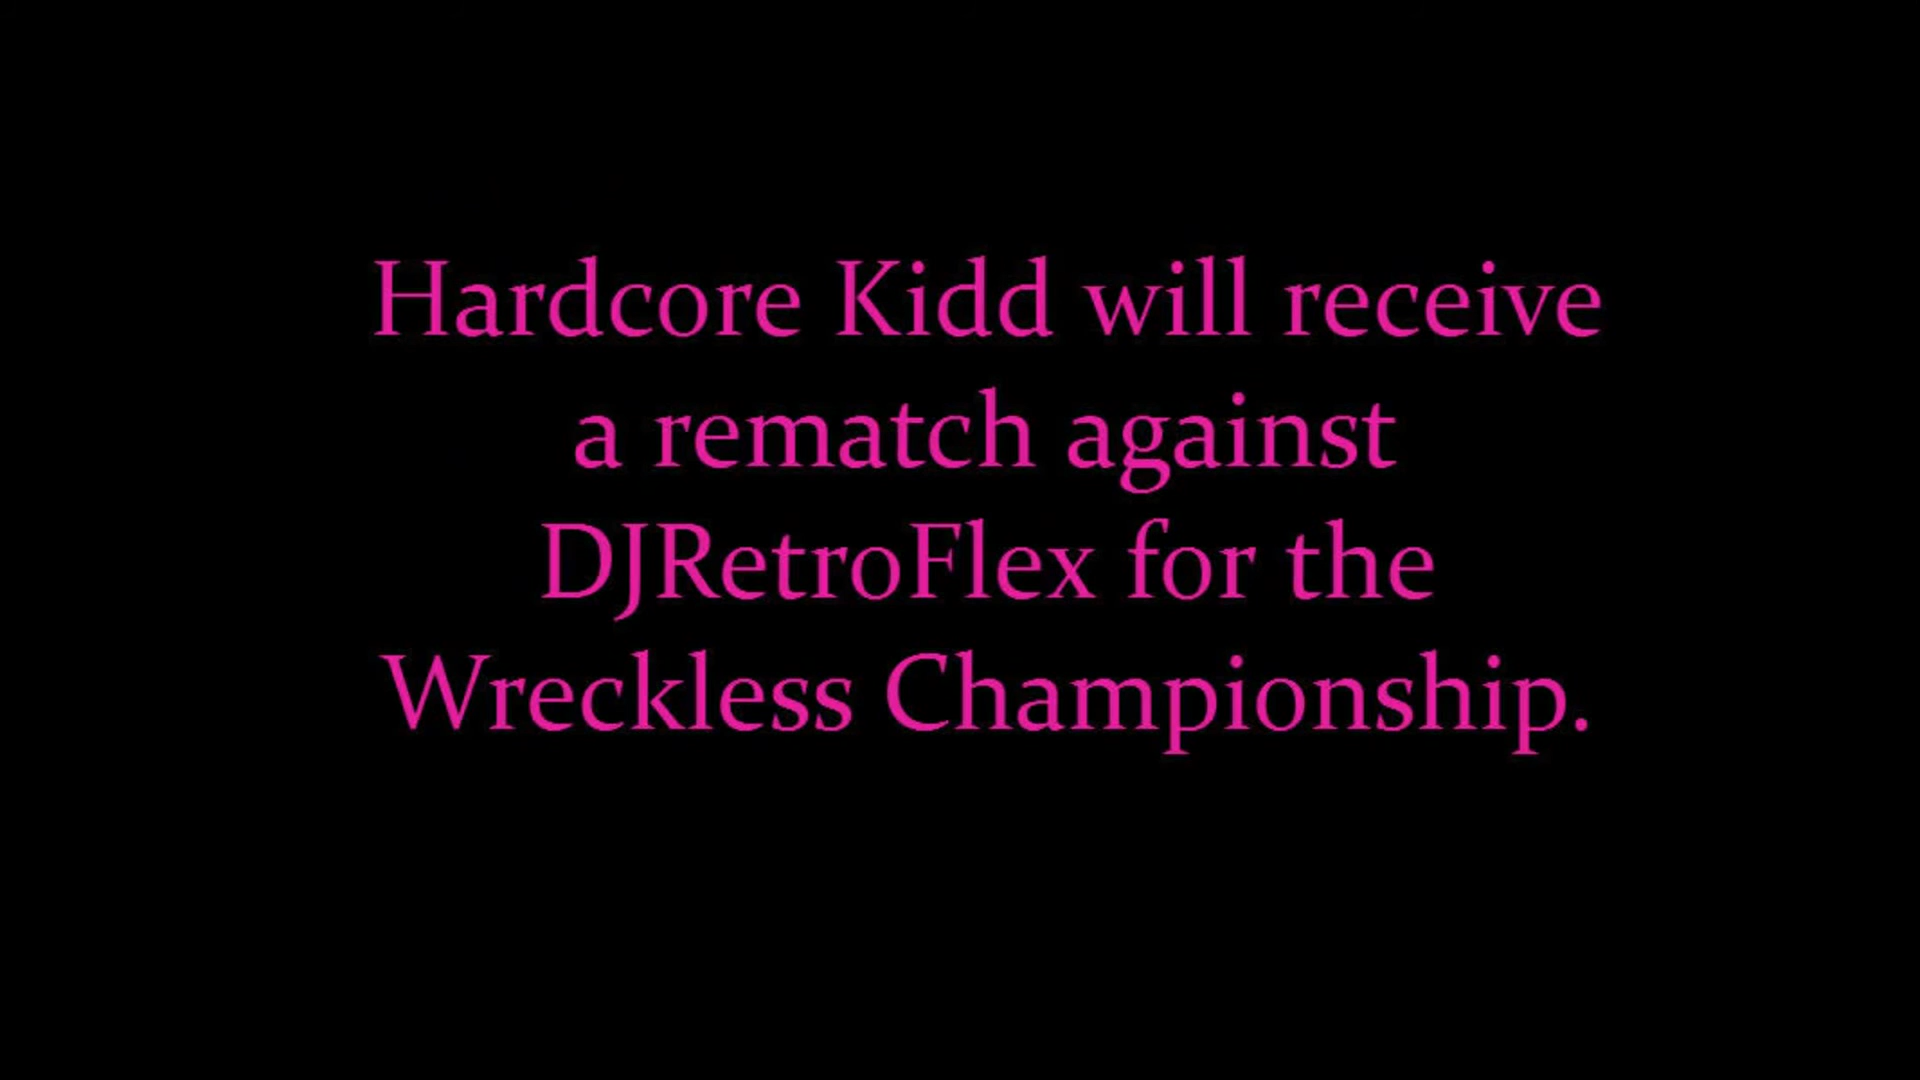 Hardcore Kidd will receive
a rematch against
DJRetroFlex for the
Wreckless Championship.